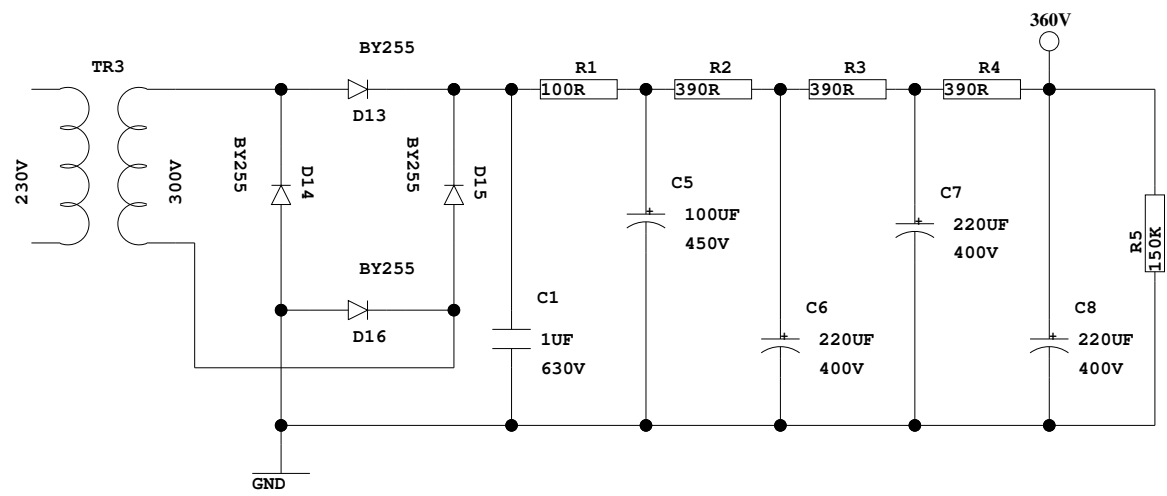 360V
BY255
TR3
R1
R2
R3
R4
100R
390R
390R
390R
D13
230V
300V
BY255
D14
BY255
D15
C5
100UF
450V
C7
220UF
400V
R5
150K
BY255
D16
C1
1UF
630V
C6
220UF
400V
C8
220UF
400V
GND